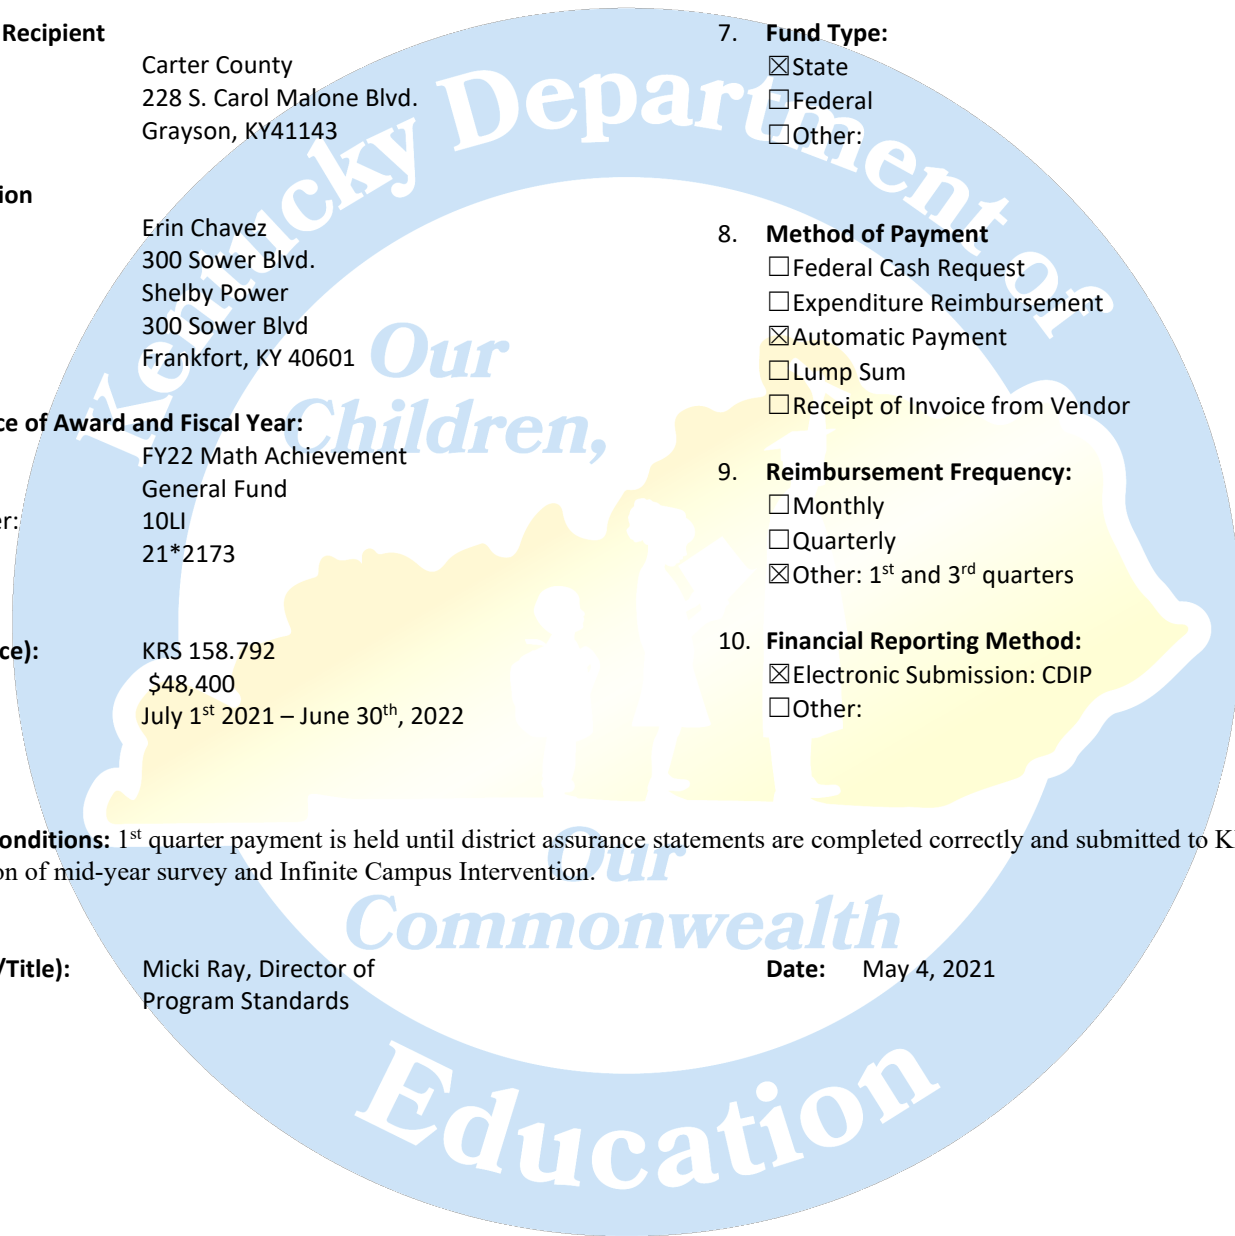 Recipient
Carter County
228 S. Carol Malone Blvd.
Grayson, KY41143
ion
Erin Chavez
300 Sower Blvd.
Shelby Power
300 Sower Blvd
Frankfort, KY 40601
ce of Award and Fiscal Year:
FY22 Math Achievement
General Fund
er: 10LI
21*2173
ce): KRS 158.792
$48,400
July 1st 2021 – June 30th, 2022
7. Fund Type:
☒State
☐Federal
☐Other:
8. Method of Payment
☐Federal Cash Request
☐Expenditure Reimbursement
☒Automatic Payment
☐Lump Sum
☐Receipt of Invoice from Vendor
9. Reimbursement Frequency:
☐Monthly
☐Quarterly
☒Other: 1st and 3rd quarters
10. Financial Reporting Method:
☒Electronic Submission: CDIP
☐Other:
onditions: 1st quarter payment is held until district assurance statements are completed correctly and submitted to K
on of mid-year survey and Infinite Campus Intervention.
/Title): Micki Ray, Director of
Program Standards
Date: May 4, 2021
Kentucky Department of
Education
Our
Children,
Our
Commonwealth